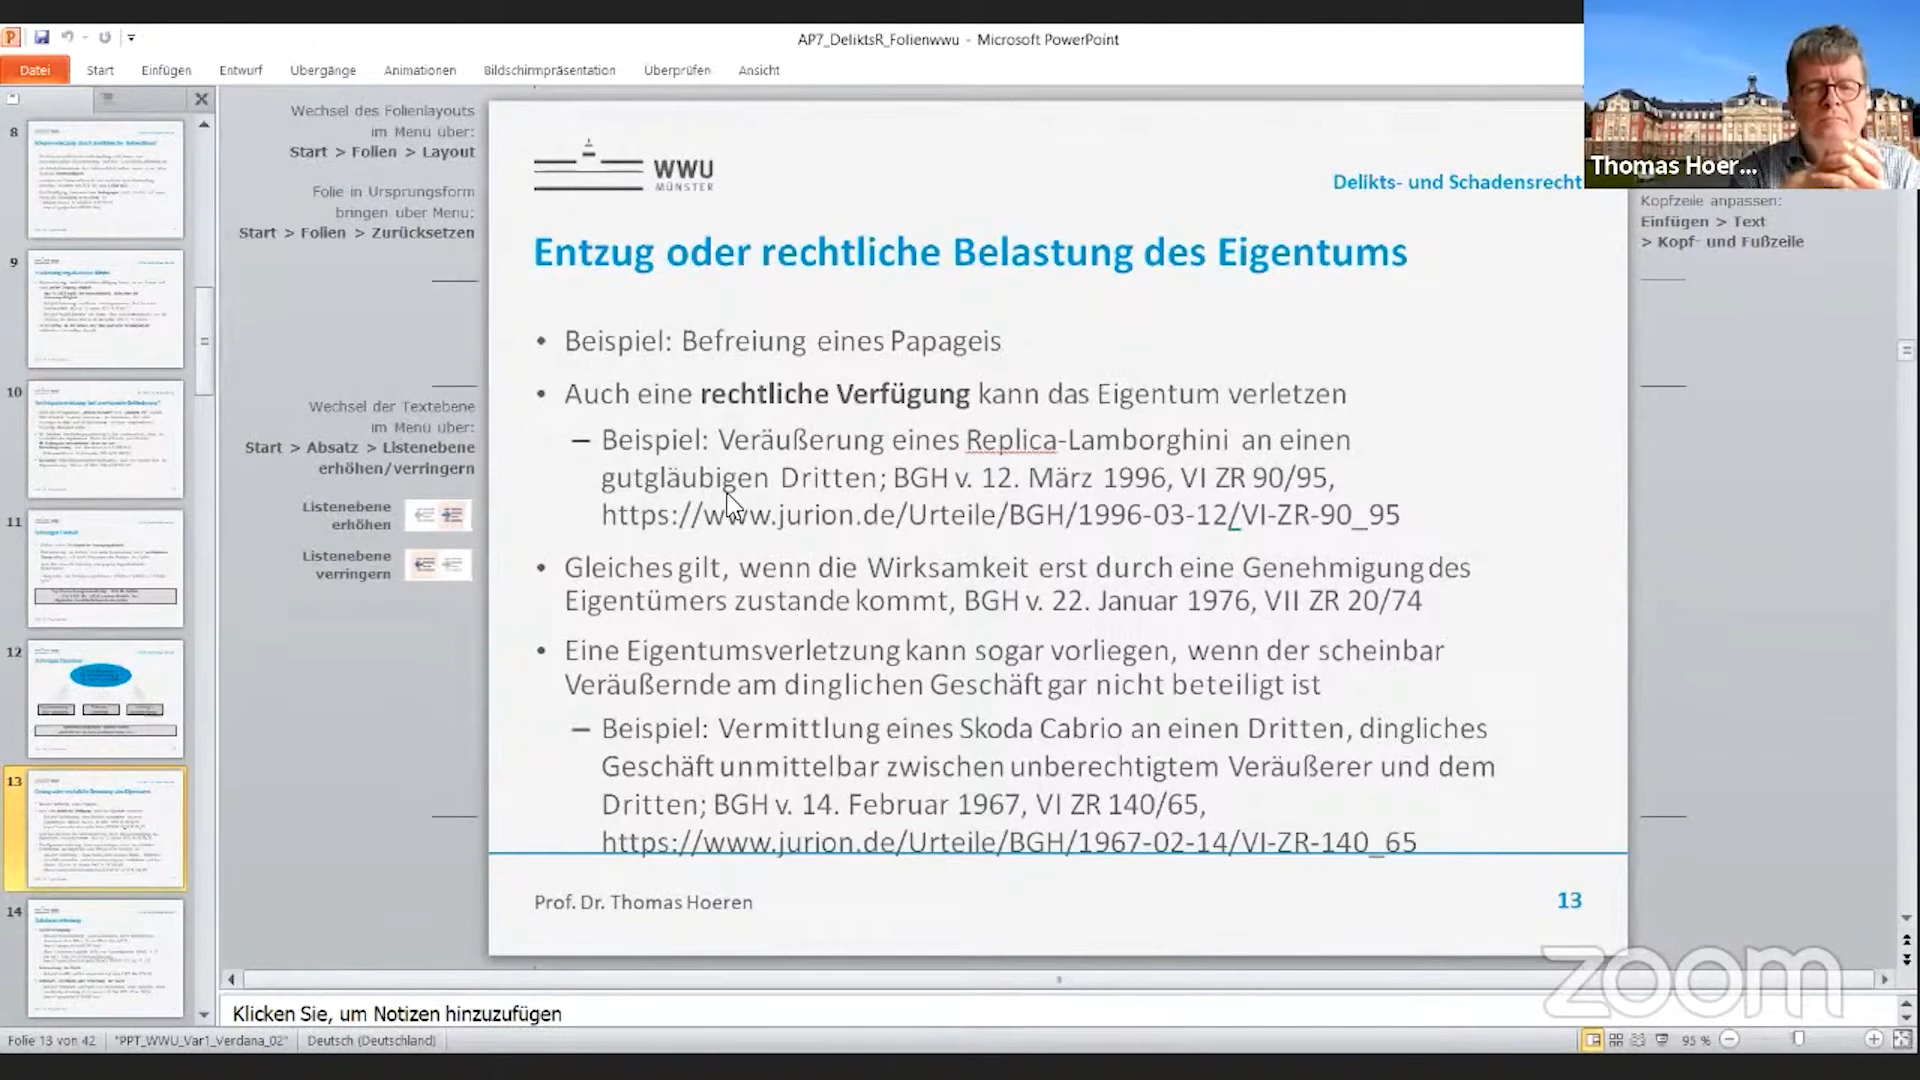 AP7_DeliktsR_Folienwwu - Microsoft PowerPoint
Datei Start Einfügen Entwurf Übergänge Animationen Bildschirmpräsentation Überprüfen Ansicht
Thomas Hoer...
8
9
10
11
12
13
14
Wechsel des Folienlayouts
im Menü über:
Start > Folien > Layout
Folie in Ursprungsform
bringen über Menü:
Start > Folien > Zurücksetzen
Wechsel der Textebene
im Menü über:
Start > Absatz > Listenebene
erhöhen/verringern
Listenebene
erhöhen
Listenebene
verringern
WWU
MÜNSTER
Delikts- und Schadensrecht
Entzug oder rechtliche Belastung des Eigentums
• Beispiel: Befreiung eines Papageis
• Auch eine rechtliche Verfügung kann das Eigentum verletzen
– Beispiel: Veräußerung eines Replica-Lamborghini an einen
gutgläubigen Dritten; BGH v. 12. März 1996, VI ZR 90/95,
https://www.jurion.de/Urteile/BGH/1996-03-12/VI-ZR-90_95
• Gleiches gilt, wenn die Wirksamkeit erst durch eine Genehmigung des
Eigentümers zustande kommt, BGH v. 22. Januar 1976, VII ZR 20/74
• Eine Eigentumsverletzung kann sogar vorliegen, wenn der scheinbar
Veräußernde am dinglichen Geschäft gar nicht beteiligt ist
– Beispiel: Vermittlung eines Skoda Cabrio an einen Dritten, dingliches
Geschäft unmittelbar zwischen unberechtigtem Veräußerer und dem
Dritten; BGH v. 14. Februar 1967, VI ZR 140/65,
https://www.jurion.de/Urteile/BGH/1967-02-14/VI-ZR-140_65
Prof. Dr. Thomas Hoeren
13
Kopfzeile anpassen:
Einfügen > Text
> Kopf- und Fußzeile
zoom
Klicken Sie, um Notizen hinzuzufügen
Folie 13 von 42 "PPT_WWU_Var1_Verdana_02" Deutsch (Deutschland) 95 %